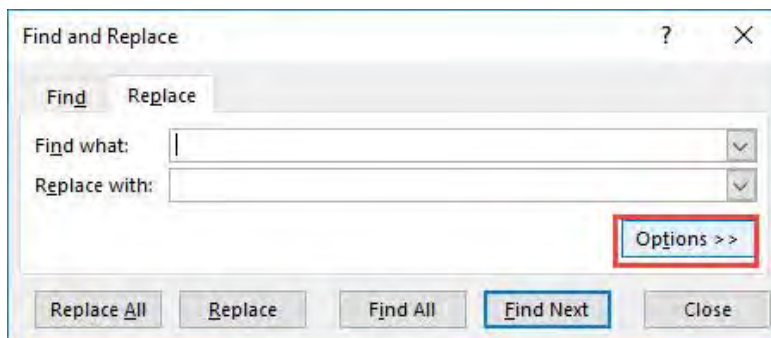 Find and Replace ? X
Find Replace
Find what:
Replace with:
Options >>
Replace All Replace Find All Find Next Close